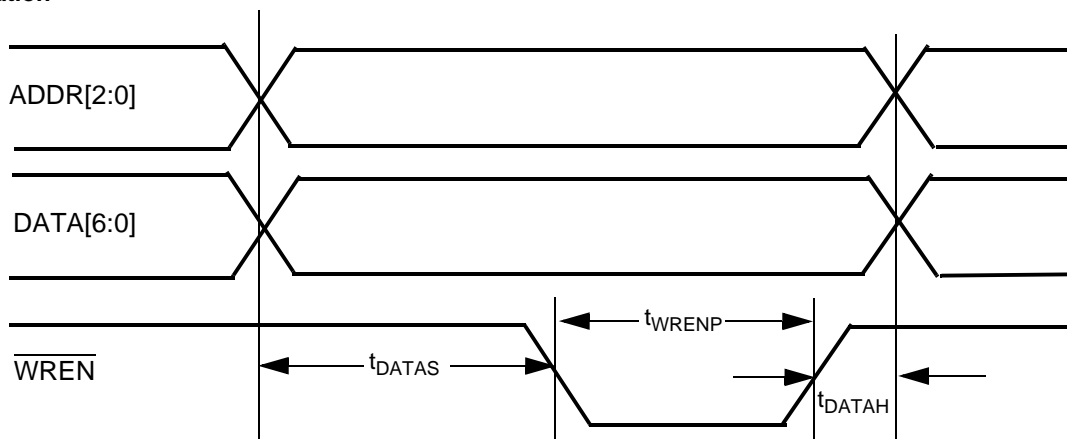 ADDR[2:0]
DATA[6:0]
tWRENP
tDATAS
WREN
tDATAH